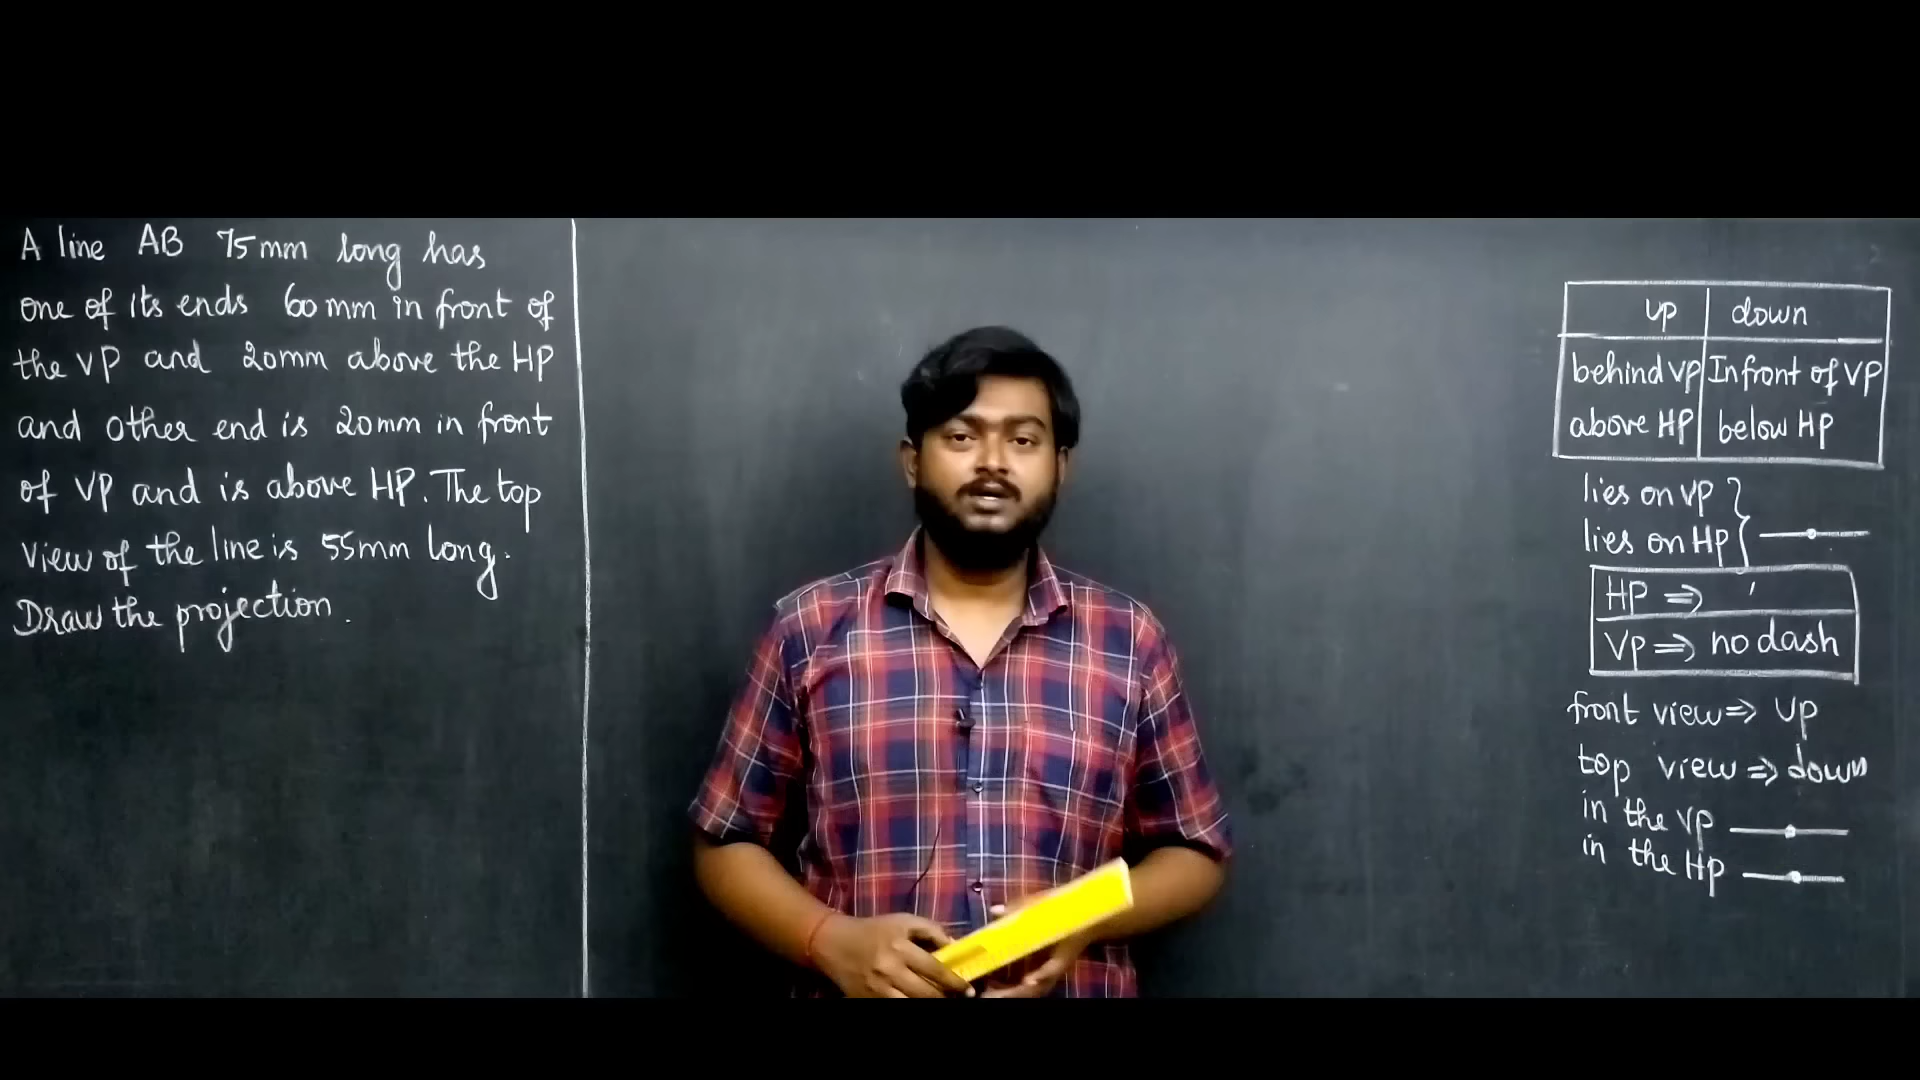 A line AB 75mm long has
one of its ends 60mm in front of
the VP and 20mm above the HP
and other end is 20mm in front
of VP and is above HP. The top
view of the line is 55mm long.
Draw the projection.
up down
behind VP Infront of VP
above HP below HP
lies on VP }
lies on HP
HP ⇒ '
VP ⇒ no dash
front view ⇒ up
top view ⇒ down
in the VP
in the HP